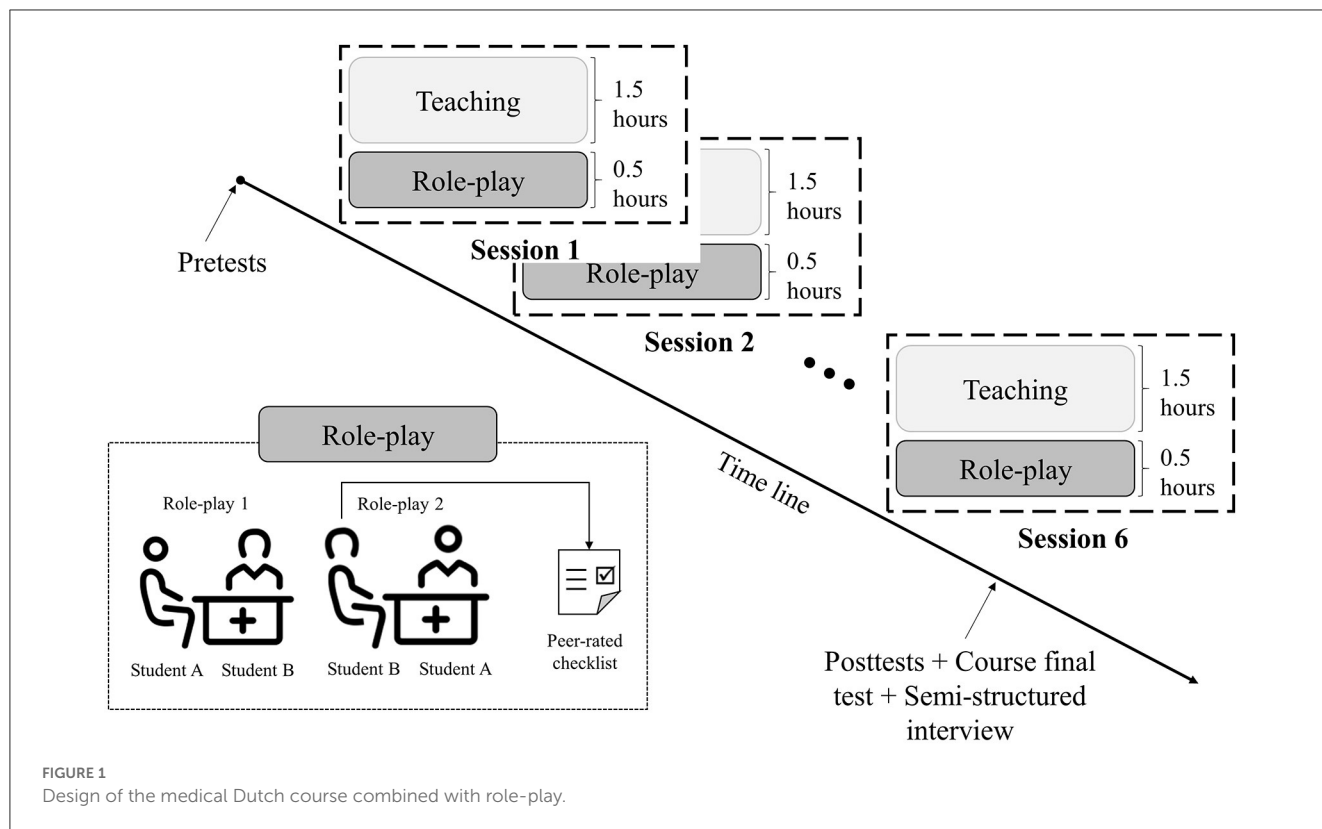 Teaching
1.5
hours
Role-play
0.5
hours
Session 1
1.5
hours
Role-play
0.5
hours
Session 2
Teaching
1.5
hours
Role-play
0.5
hours
Session 6
Pretests
Time line
Posttests + Course final
test + Semi-structured
interview
Role-play
Role-play 1
Role-play 2
Student A
Student B
Student B
Student A
Peer-rated
checklist
FIGURE 1
Design of the medical Dutch course combined with role-play.